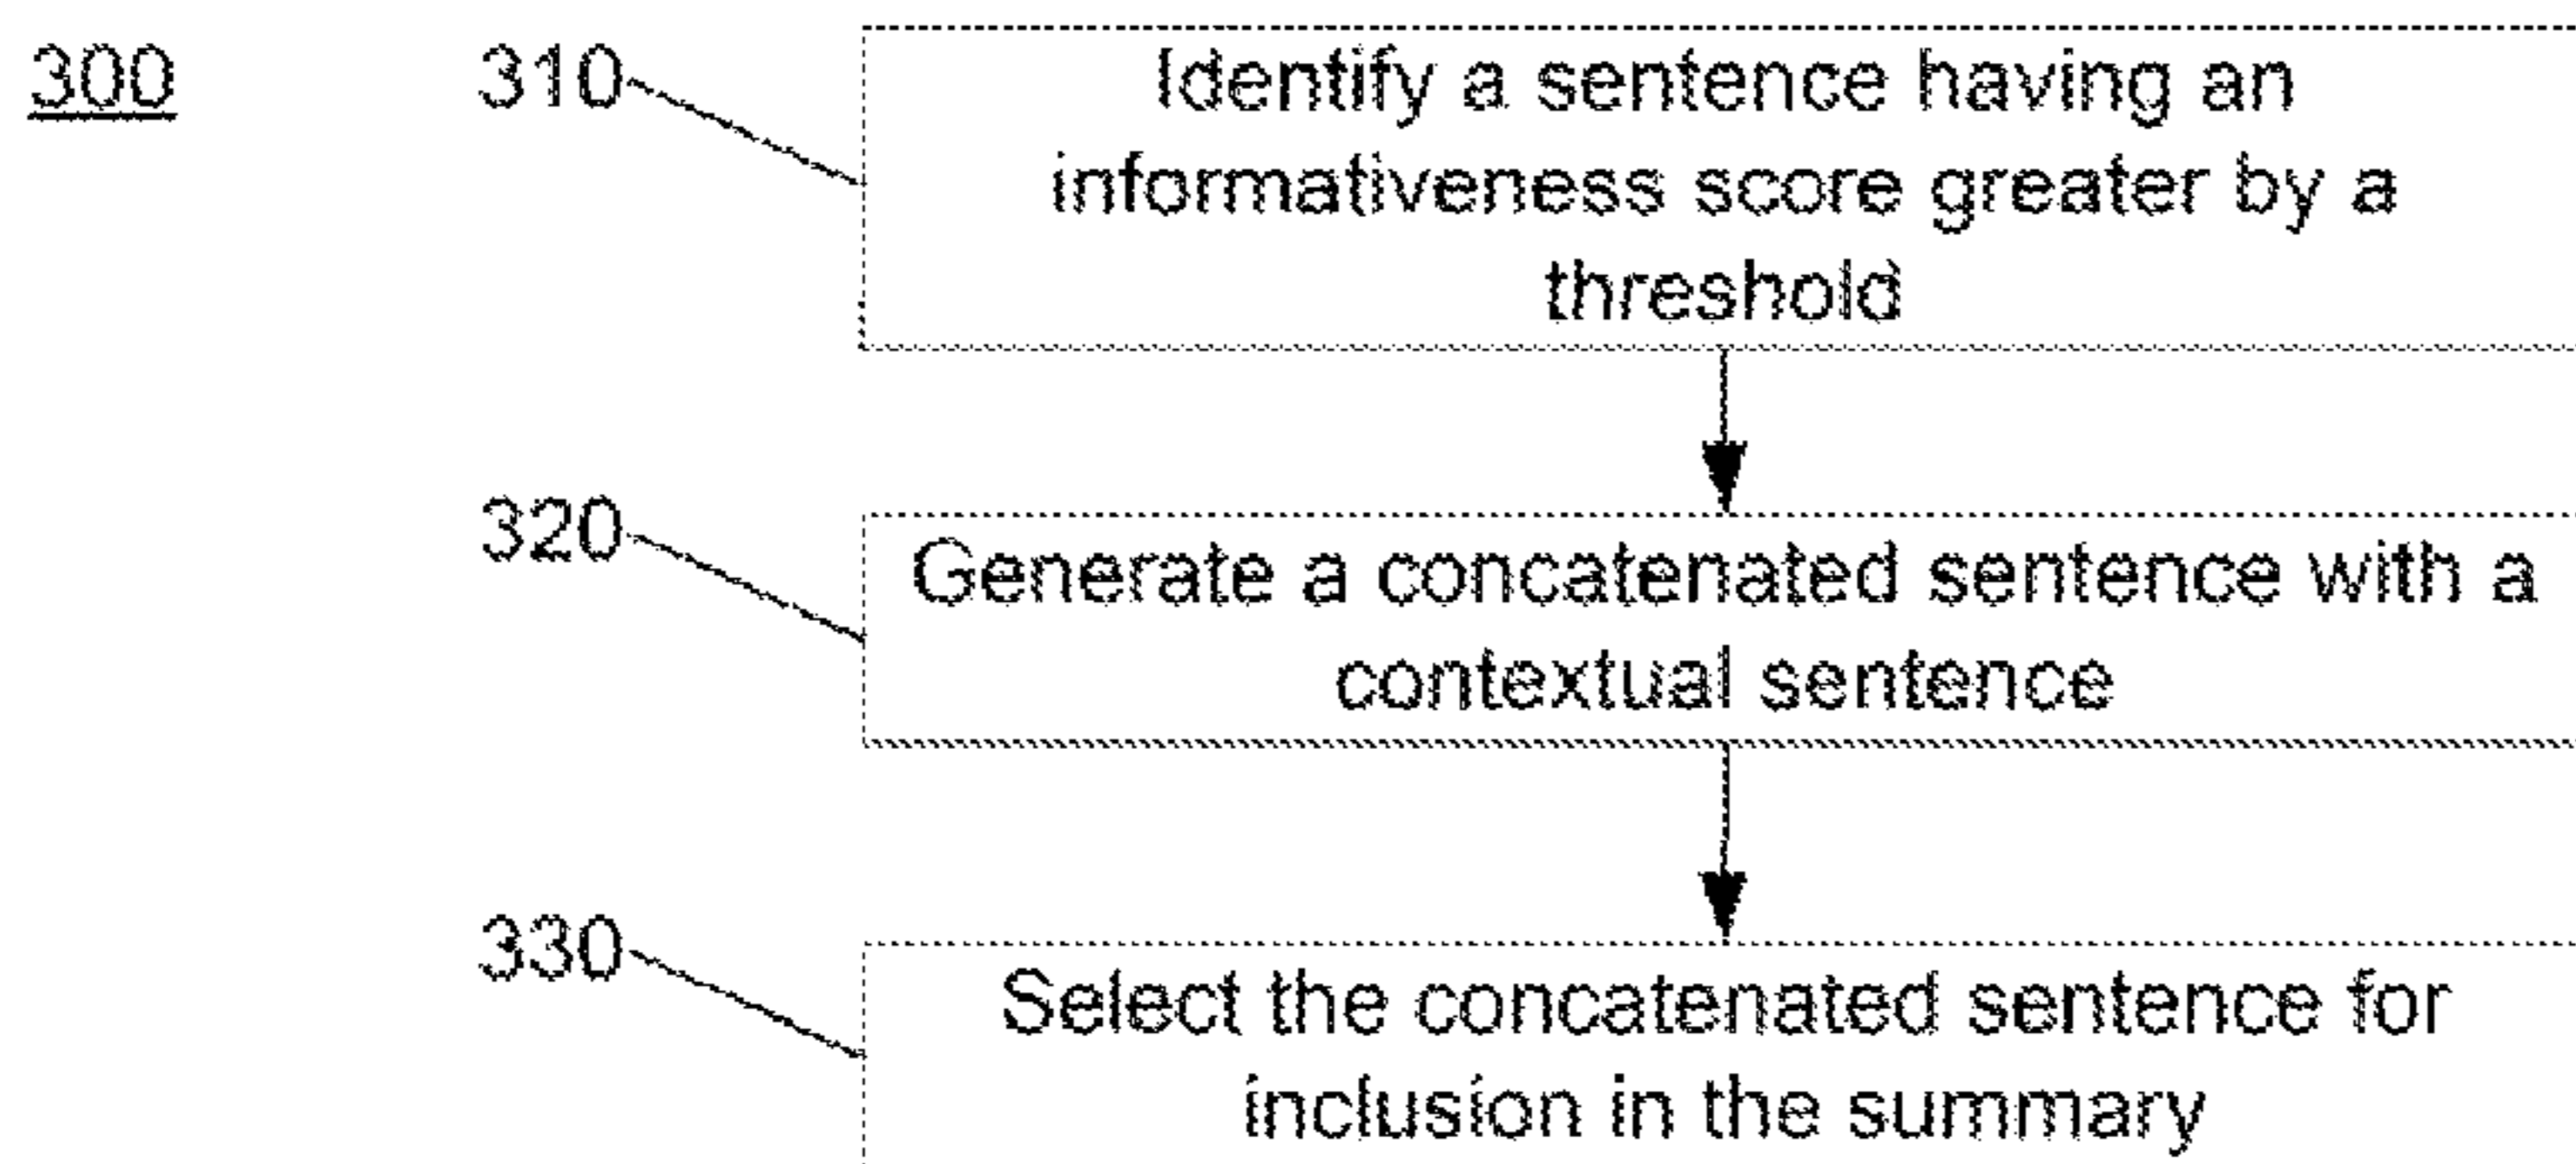 300
310
Identify a sentence having an
informativeness score greater by a
threshold
320
Generate a concatenated sentence with a
contextual sentence
330
Select the concatenated sentence for
inclusion in the summary